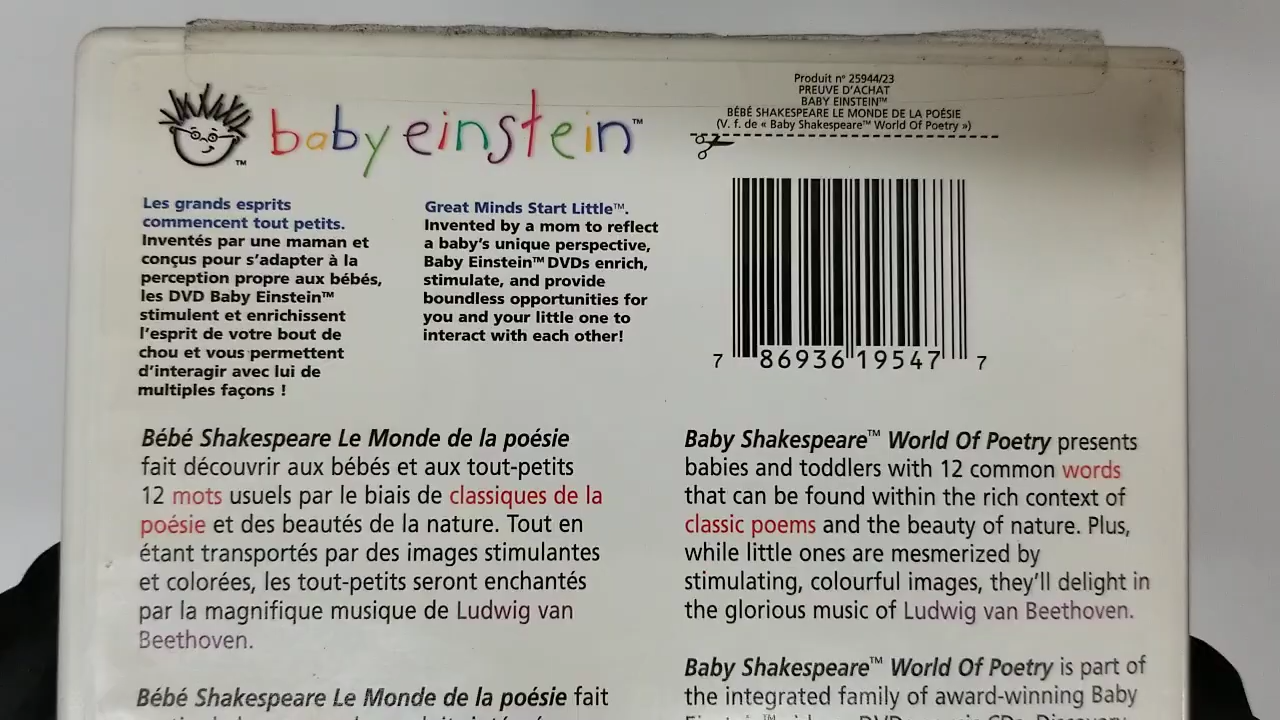 baby einstein™
Produit n° 25944/23
PREUVE D'ACHAT
BABY EINSTEIN™
BÉBÉ SHAKESPEARE LE MONDE DE LA POÉSIE
(V. f. de « Baby Shakespeare™ World Of Poetry »)
Les grands esprits
commencent tout petits.
Inventés par une maman et
conçus pour s'adapter à la
perception propre aux bébés,
les DVD Baby Einstein™
stimulent et enrichissent
l'esprit de votre bout de
chou et vous permettent
d'interagir avec lui de
multiples façons !
Great Minds Start Little™.
Invented by a mom to reflect
a baby's unique perspective,
Baby Einstein™ DVDs enrich,
stimulate, and provide
boundless opportunities for
you and your little one to
interact with each other!
7 86936 19547 7
Bébé Shakespeare Le Monde de la poésie
fait découvrir aux bébés et aux tout-petits
12 mots usuels par le biais de classiques de la
poésie et des beautés de la nature. Tout en
étant transportés par des images stimulantes
et colorées, les tout-petits seront enchantés
par la magnifique musique de Ludwig van
Beethoven.
Bébé Shakespeare Le Monde de la poésie fait
Baby Shakespeare™ World Of Poetry presents
babies and toddlers with 12 common words
that can be found within the rich context of
classic poems and the beauty of nature. Plus,
while little ones are mesmerized by
stimulating, colourful images, they'll delight in
the glorious music of Ludwig van Beethoven.
Baby Shakespeare™ World Of Poetry is part of
the integrated family of award-winning Baby